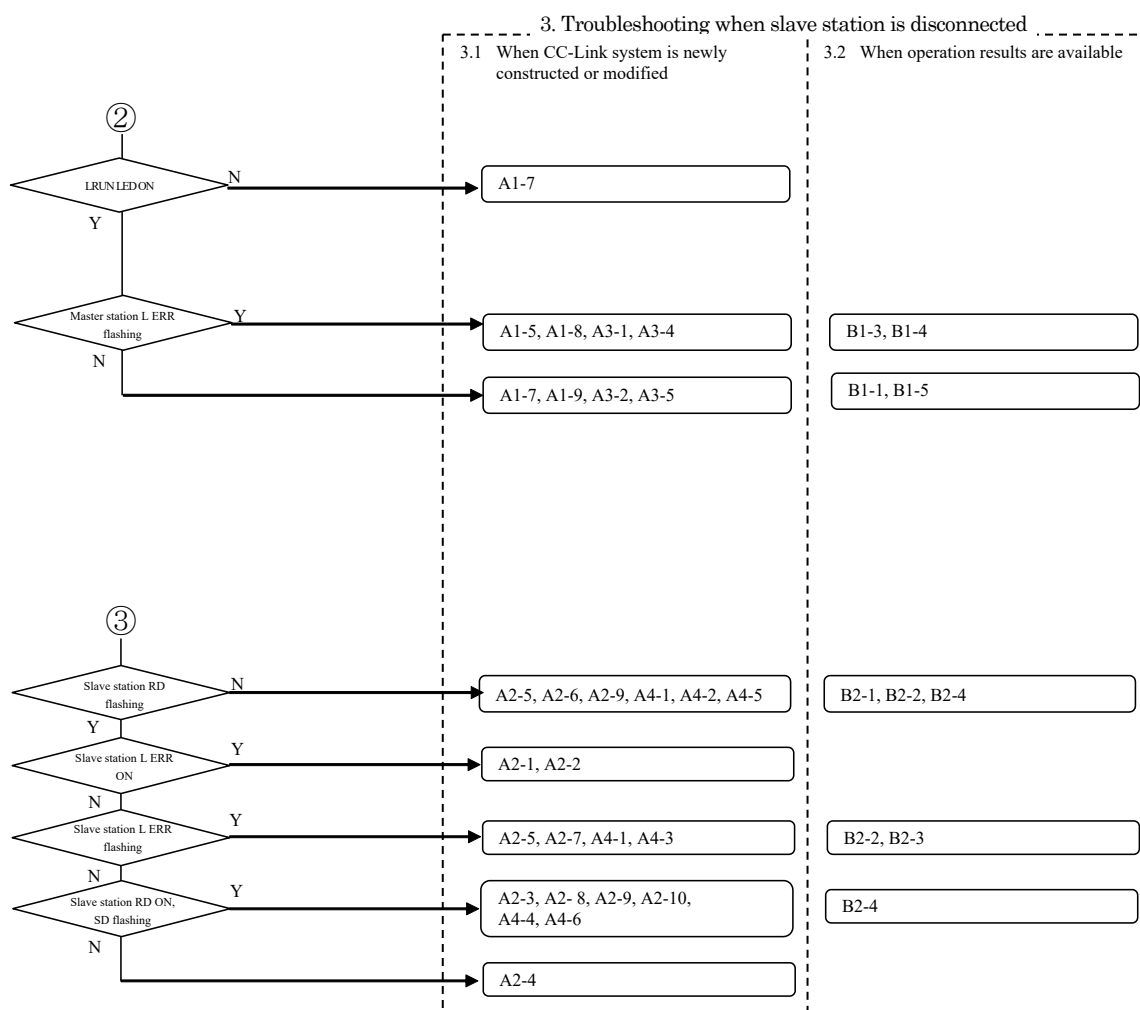 3. Troubleshooting when slave station is disconnected
3.1 When CC-Link system is newly
constructed or modified
3.2 When operation results are available
②
LRUN LED ON
N
A1-7
Y
Master station L ERR
flashing
Y
A1-5, A1-8, A3-1, A3-4
B1-3, B1-4
N
A1-7, A1-9, A3-2, A3-5
B1-1, B1-5
③
Slave station RD
flashing
N
A2-5, A2-6, A2-9, A4-1, A4-2, A4-5
B2-1, B2-2, B2-4
Y
Slave station L ERR
ON
Y
A2-1, A2-2
N
Slave station L ERR
flashing
Y
A2-5, A2-7, A4-1, A4-3
B2-2, B2-3
N
Slave station RD ON,
SD flashing
Y
A2-3, A2- 8, A2-9, A2-10,
A4-4, A4-6
B2-4
N
A2-4